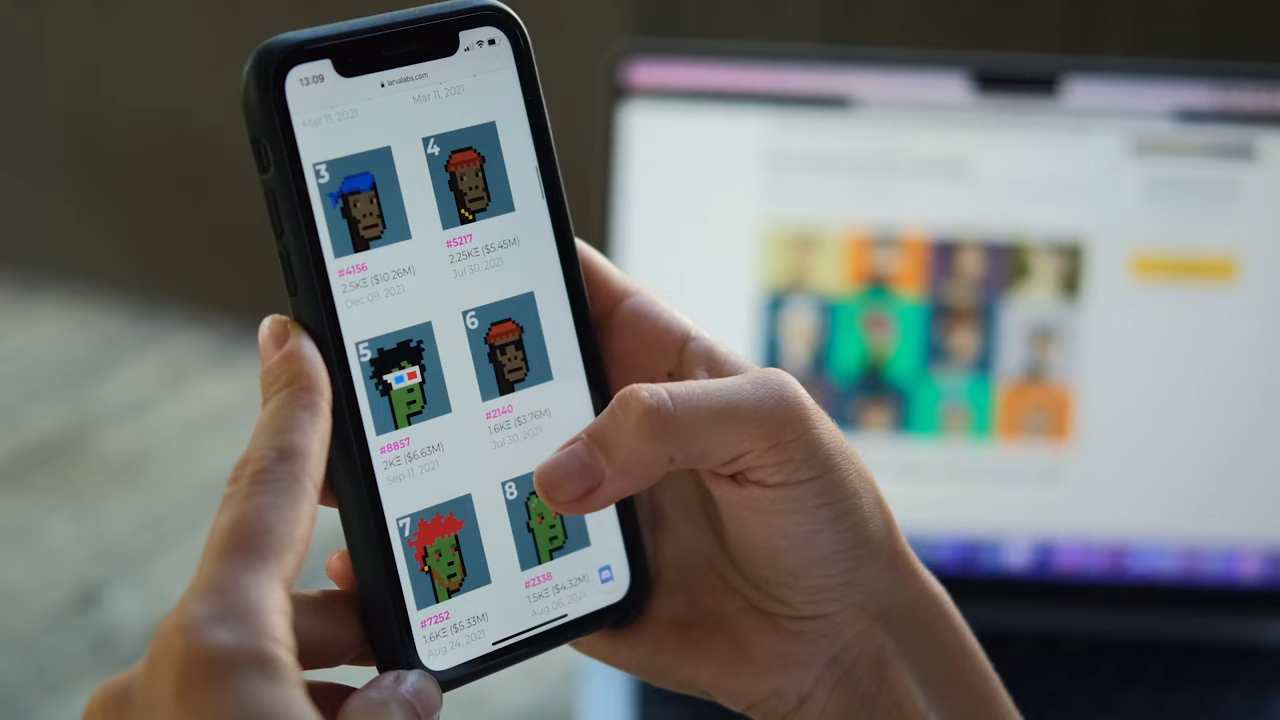 13:09
larvalabs.com
Mar 11, 2021
Mar 11, 2021
3
#4156
2.5KΞ ($10.26M)
Dec 09, 2021
4
#5217
2.25KΞ ($5.45M)
Jul 30, 2021
5
#8857
2KΞ ($6.63M)
Sep 11, 2021
6
#2140
1.6KΞ ($3.76M)
Jul 30, 2021
7
#7252
1.6KΞ ($5.33M)
Aug 24, 2021
8
#2338
1.5KΞ ($4.32M)
Aug 06, 2021